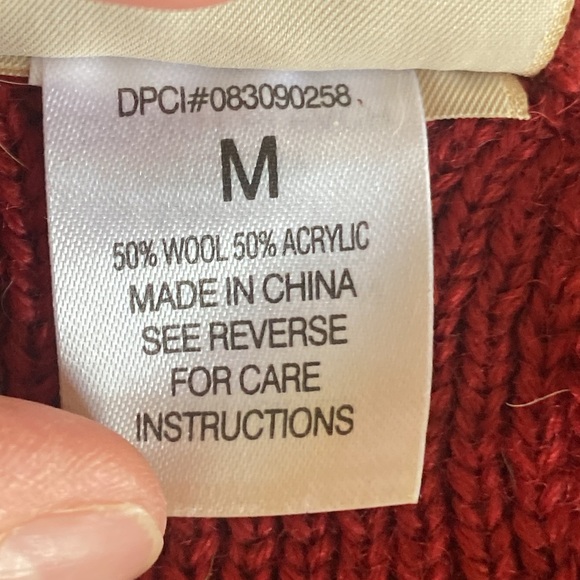 DPCI#083090258
M
50% WOOL 50% ACRYLIC
MADE IN CHINA
SEE REVERSE
FOR CARE
INSTRUCTIONS